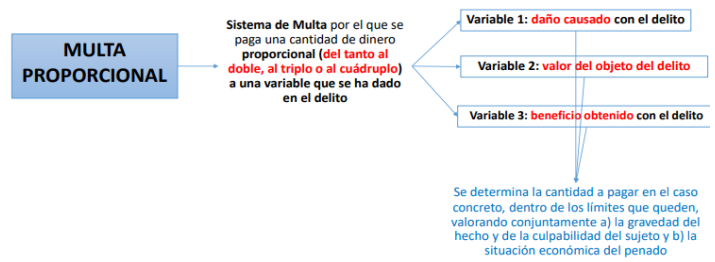 MULTA
PROPORCIONAL
Sistema de Multa por el que se
paga una cantidad de dinero
proporcional (del tanto al
doble, al triplo o al cuádruplo)
a una variable que se ha dado
en el delito
Variable 1: daño causado con el delito
Variable 2: valor del objeto del delito
Variable 3: beneficio obtenido con el delito
Se determina la cantidad a pagar en el caso
concreto, dentro de los límites que queden,
valorando conjuntamente a) la gravedad del
hecho y de la culpabilidad del sujeto y b) la
situación económica del penado